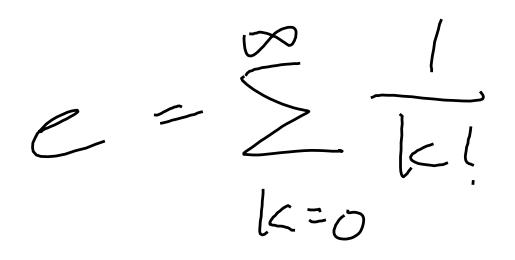 e = ∑_{k=0}^{∞} 1/k!